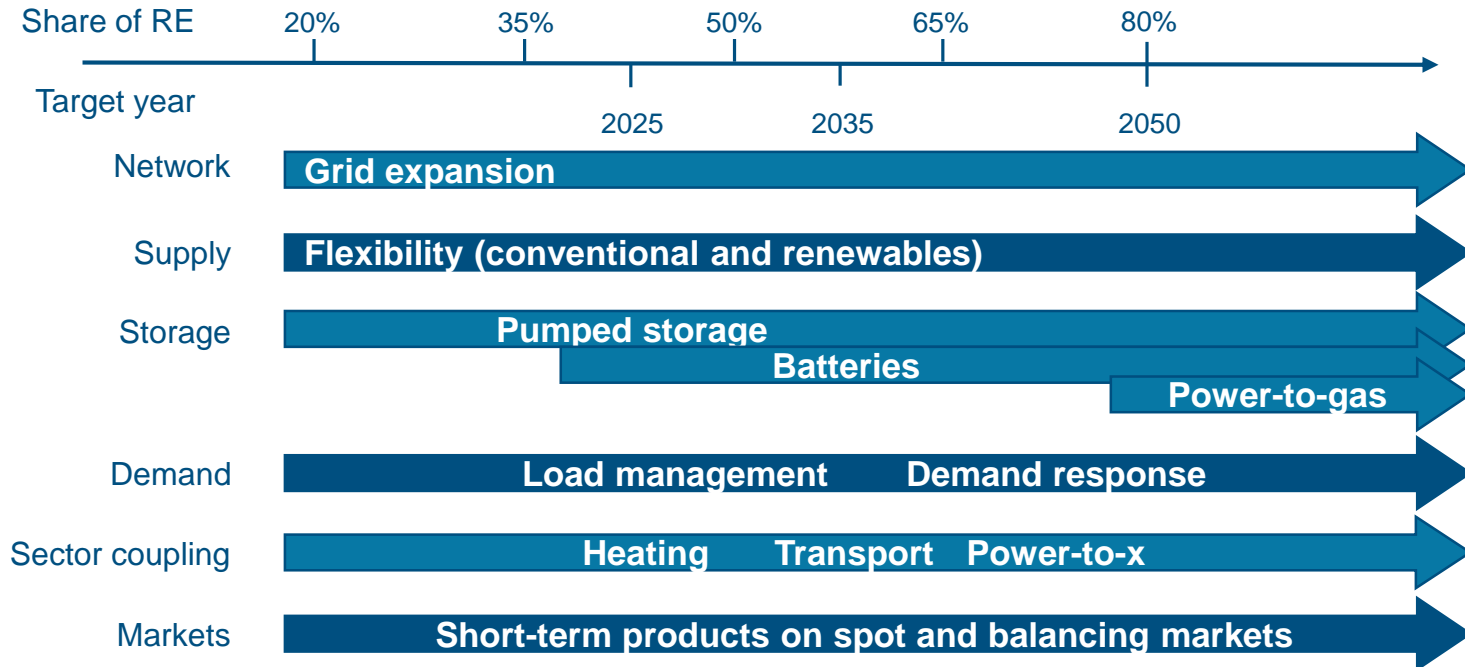 Share of RE 20% 35% 50% 65% 80%
Target year
2025 2035 2050
Network Grid expansion
Supply Flexibility (conventional and renewables)
Storage Pumped storage
Batteries
Power-to-gas
Demand Load management Demand response
Sector coupling Heating Transport Power-to-x
Markets Short-term products on spot and balancing markets